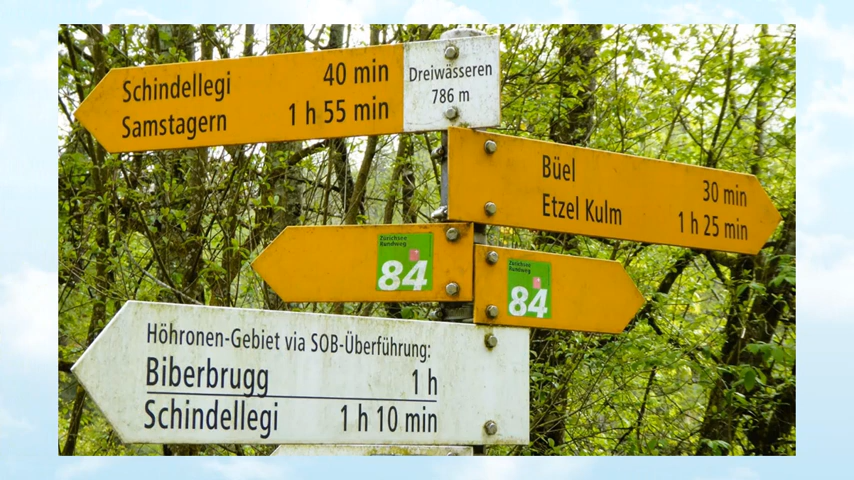 Schindellegi 40 min
Samstagern 1 h 55 min
Dreiwässeren
786 m
Büel 30 min
Etzel Kulm 1 h 25 min
Zürichsee
Rundweg
84
Zürichsee
Rundweg
84
Höhronen-Gebiet via SOB-Überführung:
Biberbrugg 1 h
Schindellegi 1 h 10 min